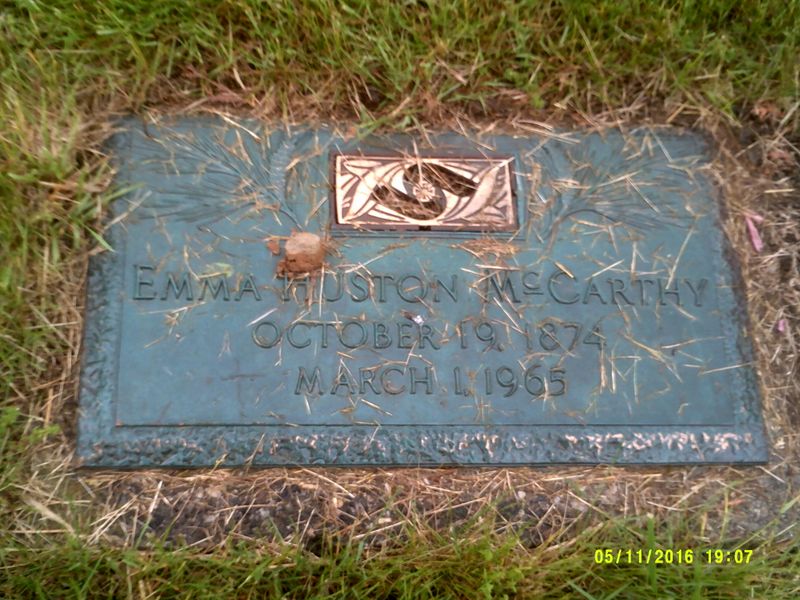 EMMA HUSTON MCCARTHY
OCTOBER 19, 1874
MARCH 1, 1965
05/11/2016 19:07